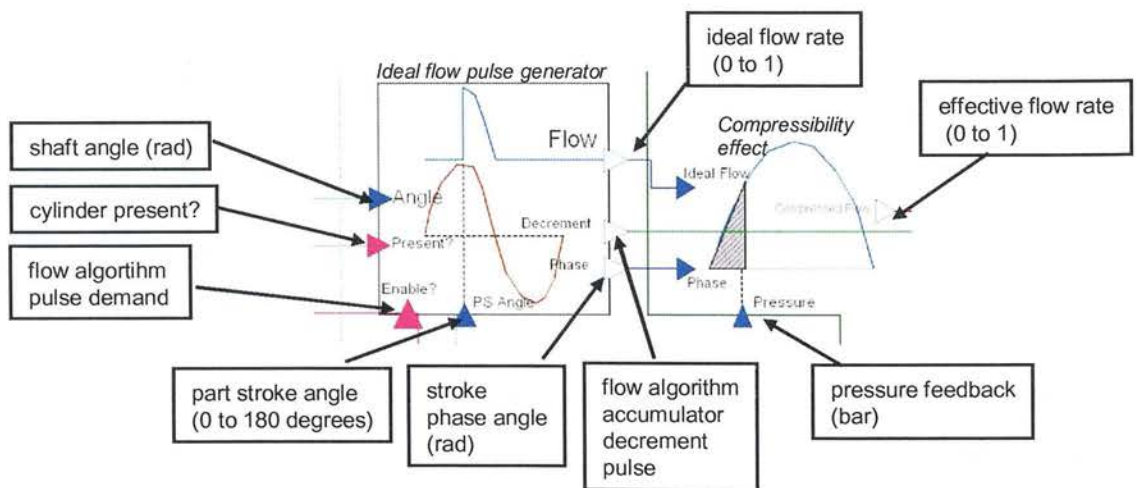 ideal flow rate
(0 to 1)
Ideal flow pulse generator
effective flow rate
(0 to 1)
shaft angle (rad)
Flow
Compressibility
effect
Ideal Flow
cylinder present?
Angle
Compressed Flow
Decrement
Present?
flow algortihm
pulse demand
Phase
Enable?
PS Angle
Phase
Pressure
part stroke angle
(0 to 180 degrees)
stroke
phase angle
(rad)
flow algorithm
accumulator
decrement
pulse
pressure feedback
(bar)